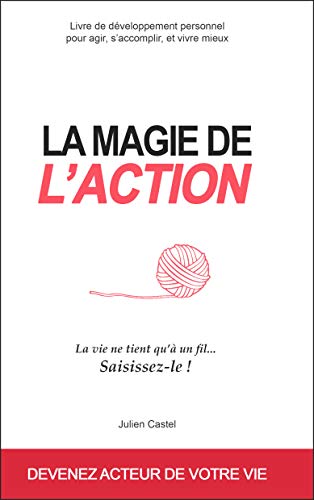 Livre de développement personnel
pour agir, s'accomplir, et vivre mieux
LA MAGIE DE
L'ACTION
La vie ne tient qu'à un fil...
Saisissez-le !
Julien Castel
DEVENEZ ACTEUR DE VOTRE VIE